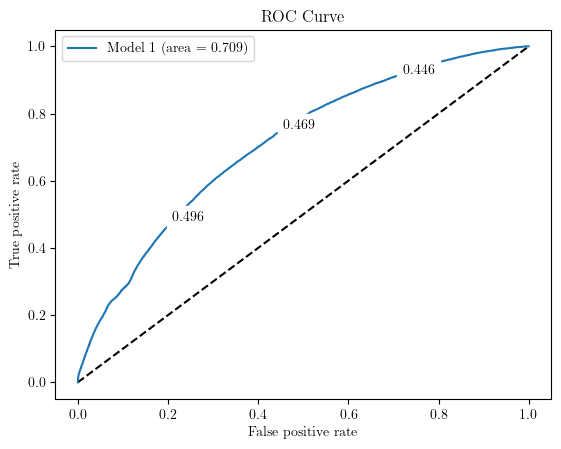 ROC Curve
Model 1 (area = 0.709)
1.0
0.8
0.6
0.4
0.2
0.0
True positive rate
0.446
0.469
0.496
0.0 0.2 0.4 0.6 0.8 1.0
False positive rate